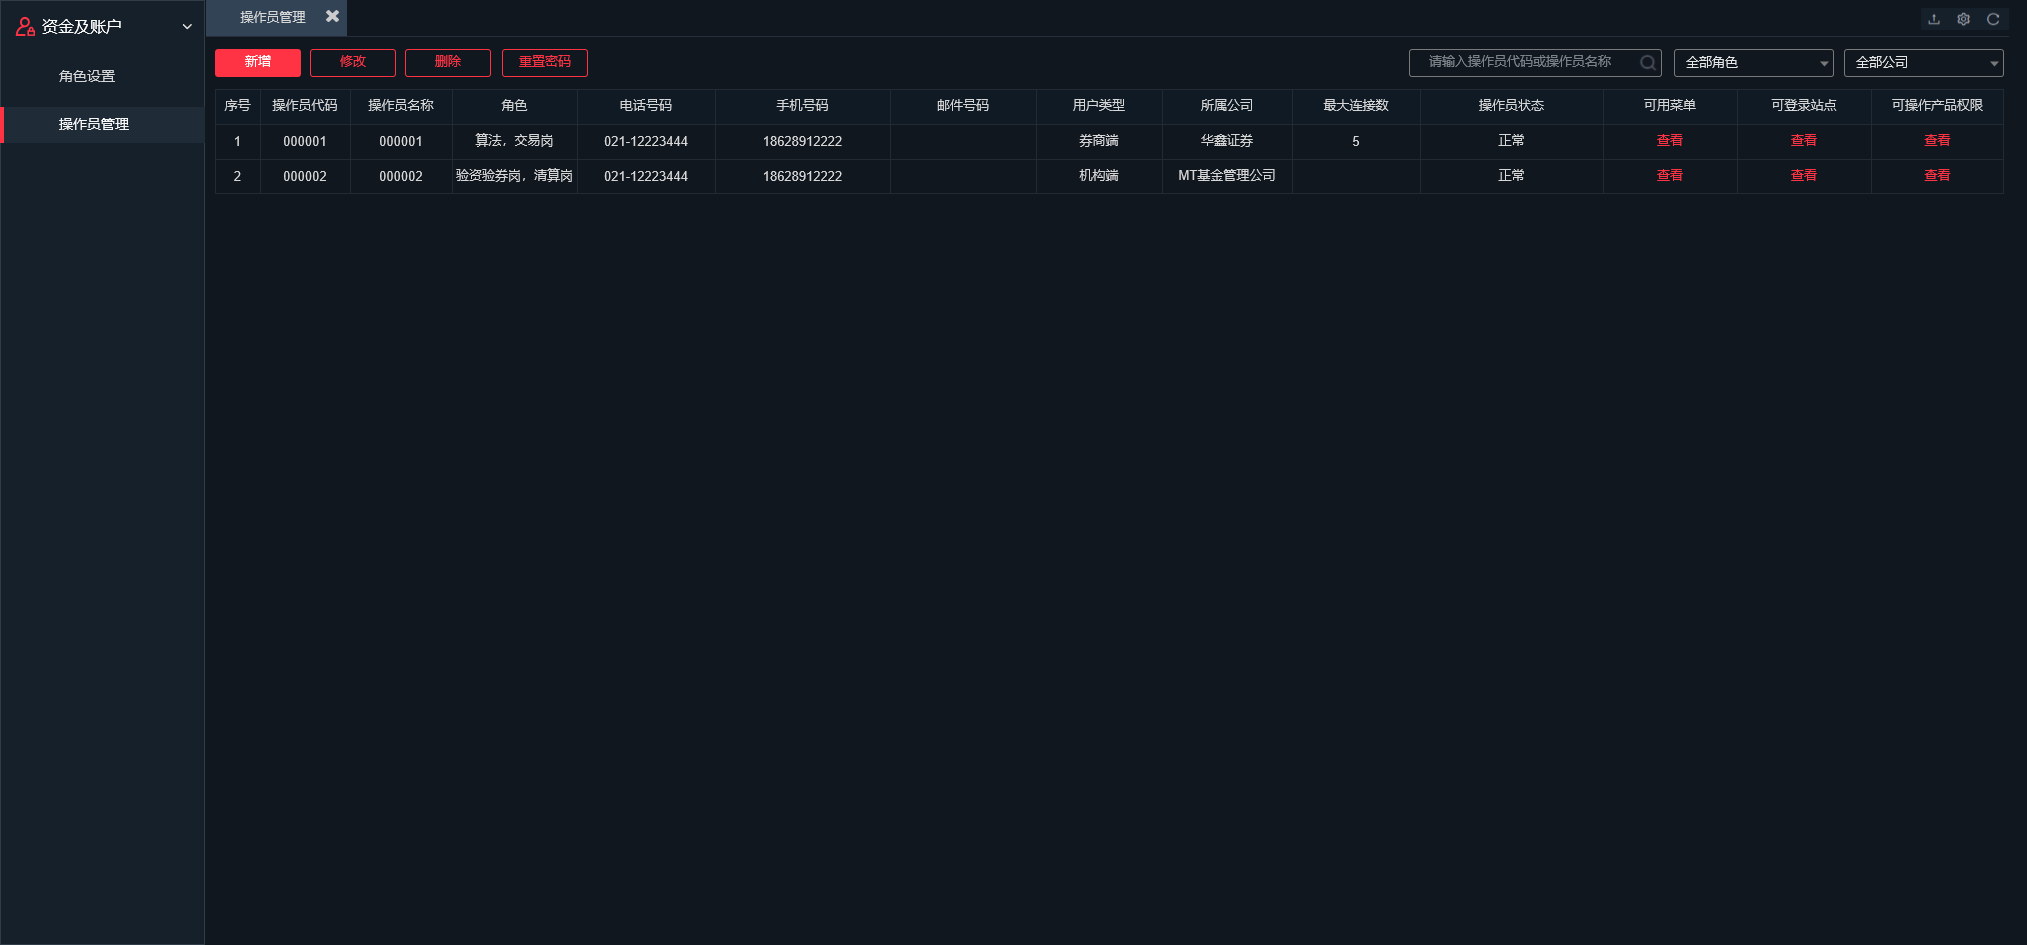 资金及账户
角色设置
操作员管理
操作员管理
新增 修改 删除 重置密码 请输入操作员代码或操作员名称 全部角色 全部公司
序号 操作员代码 操作员名称 角色 电话号码 手机号码 邮件号码 用户类型 所属公司 最大连接数 操作员状态 可用菜单 可登录站点 可操作产品权限
1 000001 000001 算法，交易岗 021-12223444 18628912222 券商端 华鑫证券 5 正常 查看 查看 查看
2 000002 000002 验资验券岗，清算岗 021-12223444 18628912222 机构端 MT基金管理公司 正常 查看 查看 查看